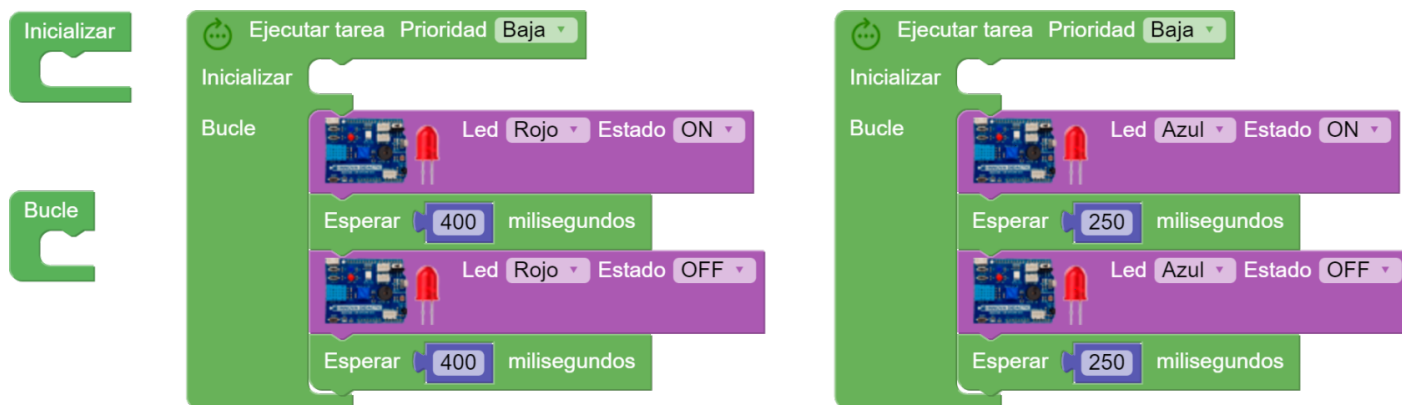 Inicializar
Bucle
Ejecutar tarea Prioridad Baja
Inicializar
Bucle
Led Rojo Estado ON
Esperar 400 milisegundos
Led Rojo Estado OFF
Esperar 400 milisegundos
Ejecutar tarea Prioridad Baja
Inicializar
Bucle
Led Azul Estado ON
Esperar 250 milisegundos
Led Azul Estado OFF
Esperar 250 milisegundos